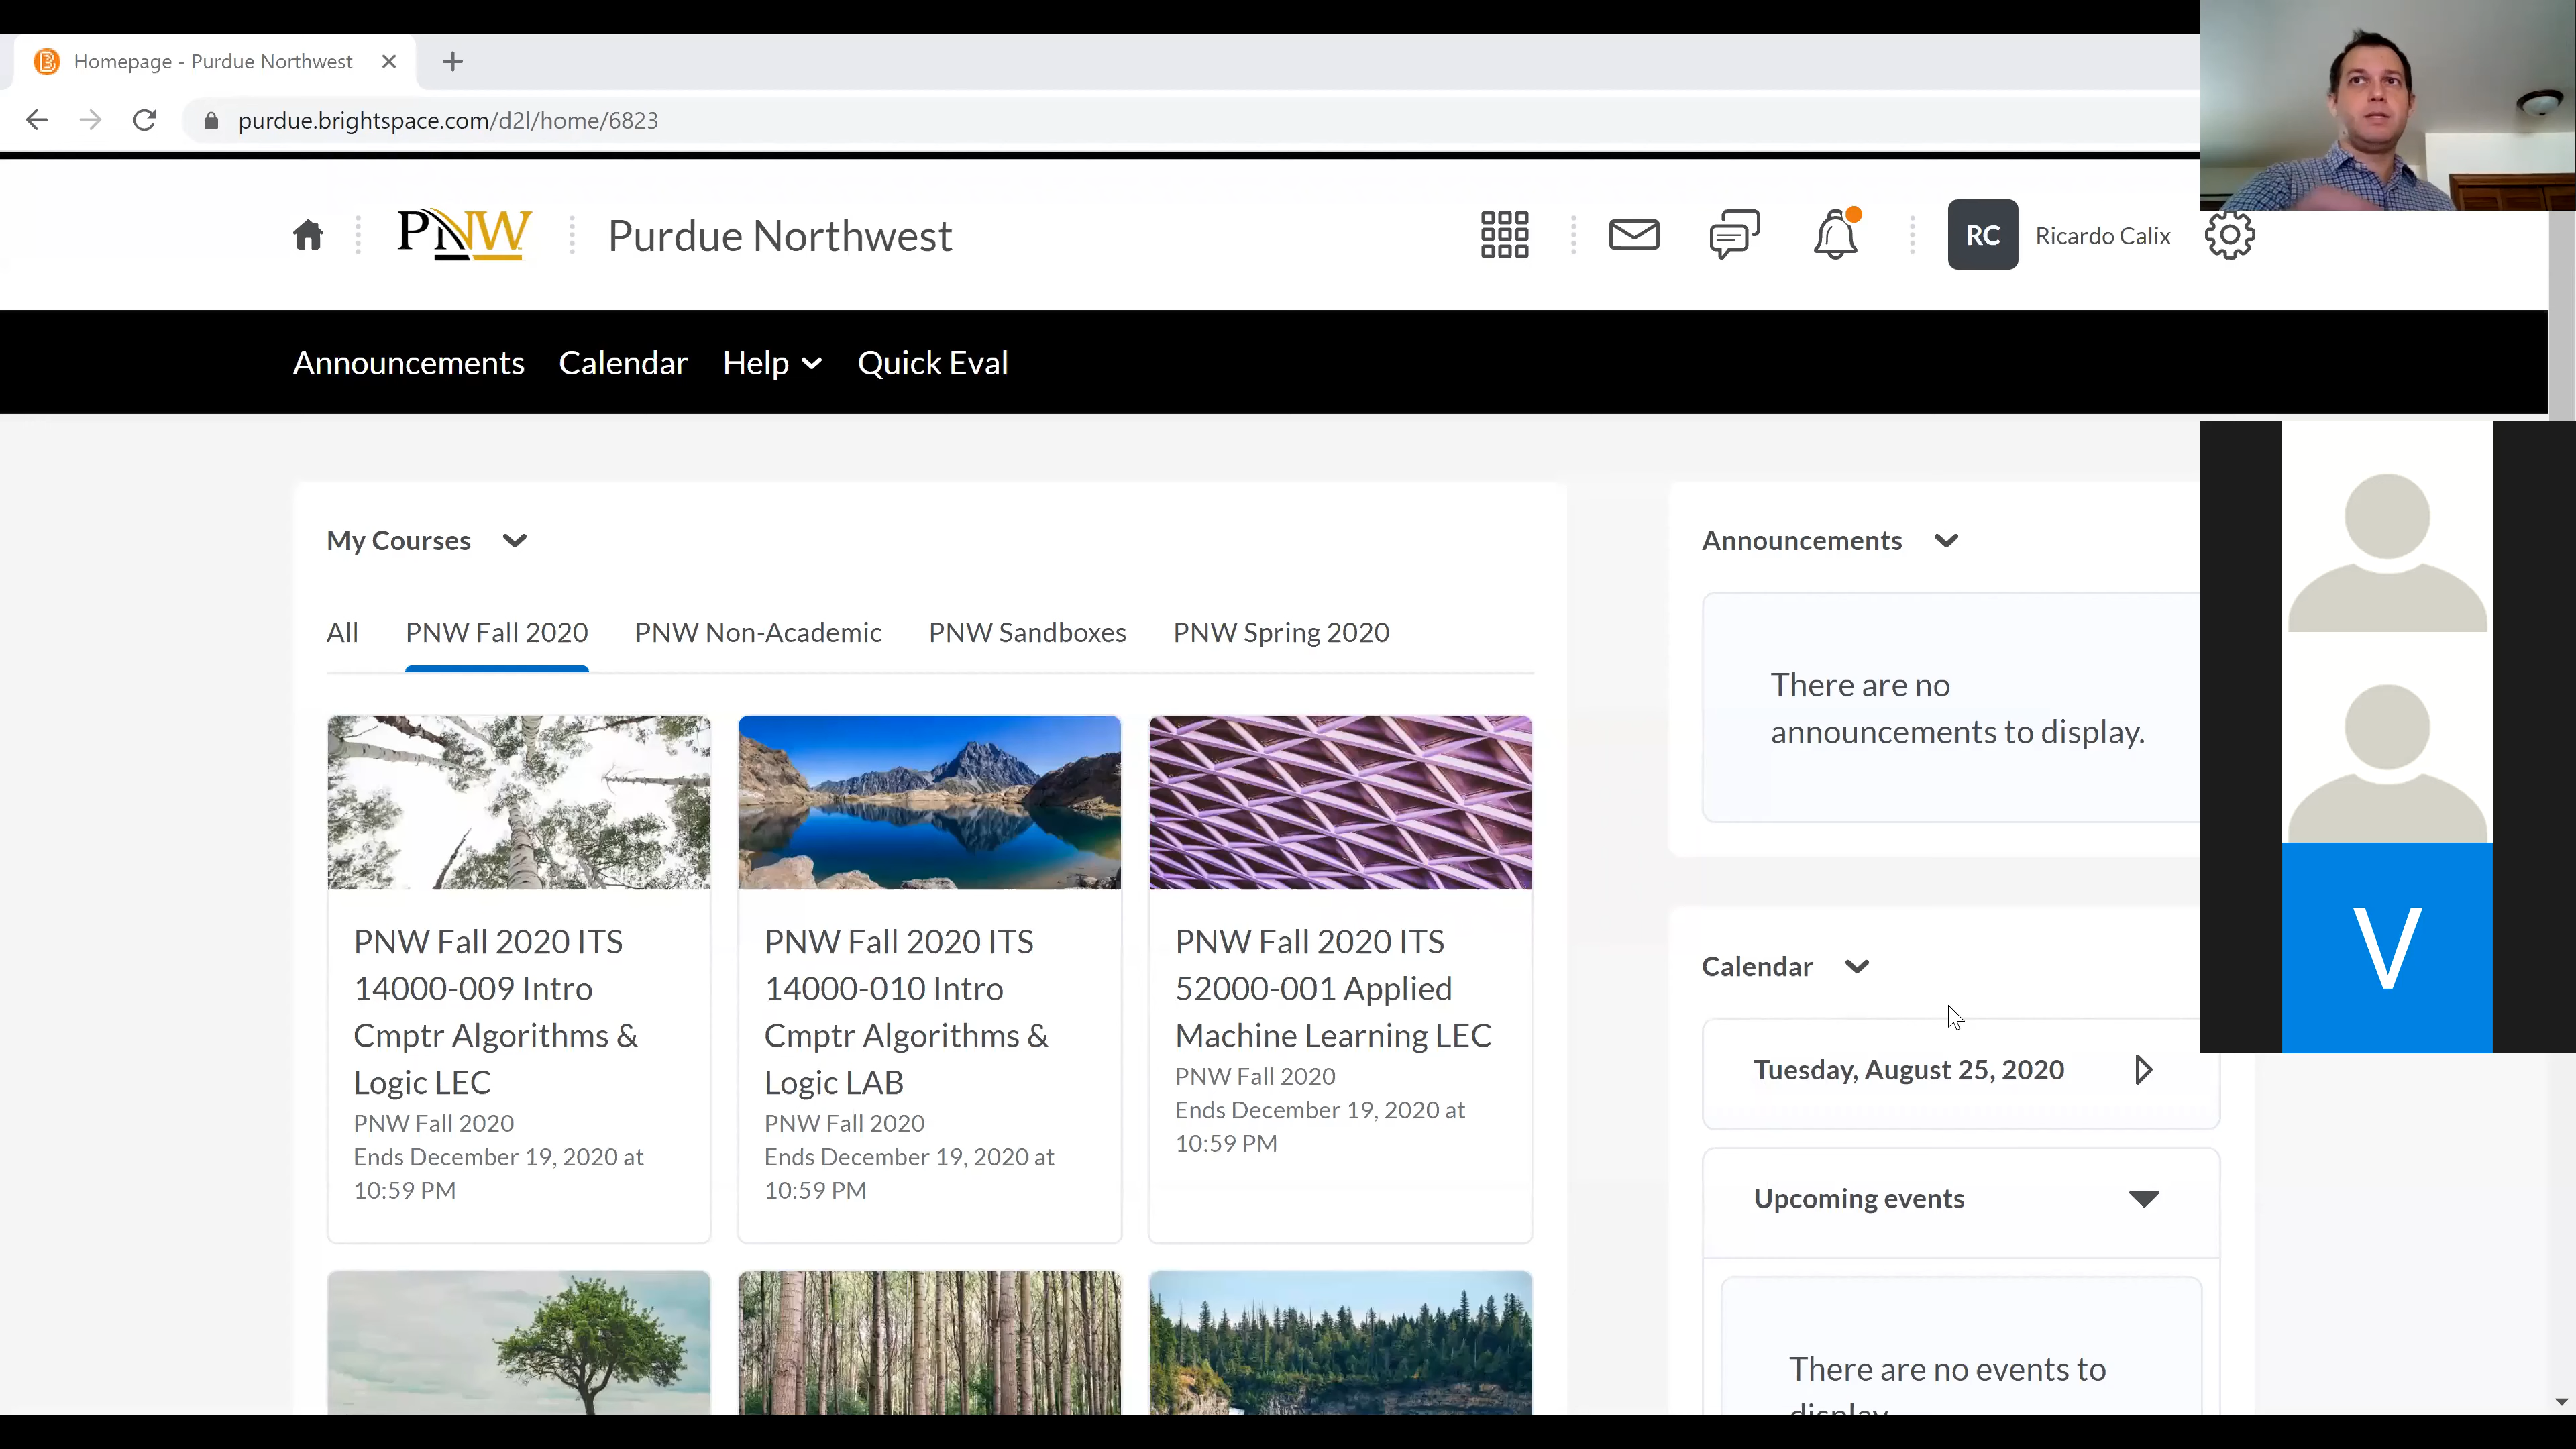 Homepage - Purdue Northwest
purdue.brightspace.com/d2l/home/6823
PNW
Purdue Northwest
RC
Ricardo Calix
Announcements
Calendar
Help
Quick Eval
My Courses
All
PNW Fall 2020
PNW Non-Academic
PNW Sandboxes
PNW Spring 2020
PNW Fall 2020 ITS
14000-009 Intro
Cmptr Algorithms &
Logic LEC
PNW Fall 2020
Ends December 19, 2020 at
10:59 PM
PNW Fall 2020 ITS
14000-010 Intro
Cmptr Algorithms &
Logic LAB
PNW Fall 2020
Ends December 19, 2020 at
10:59 PM
PNW Fall 2020 ITS
52000-001 Applied
Machine Learning LEC
PNW Fall 2020
Ends December 19, 2020 at
10:59 PM
Announcements
There are no
announcements to display.
Calendar
Tuesday, August 25, 2020
Upcoming events
There are no events to
display.
V